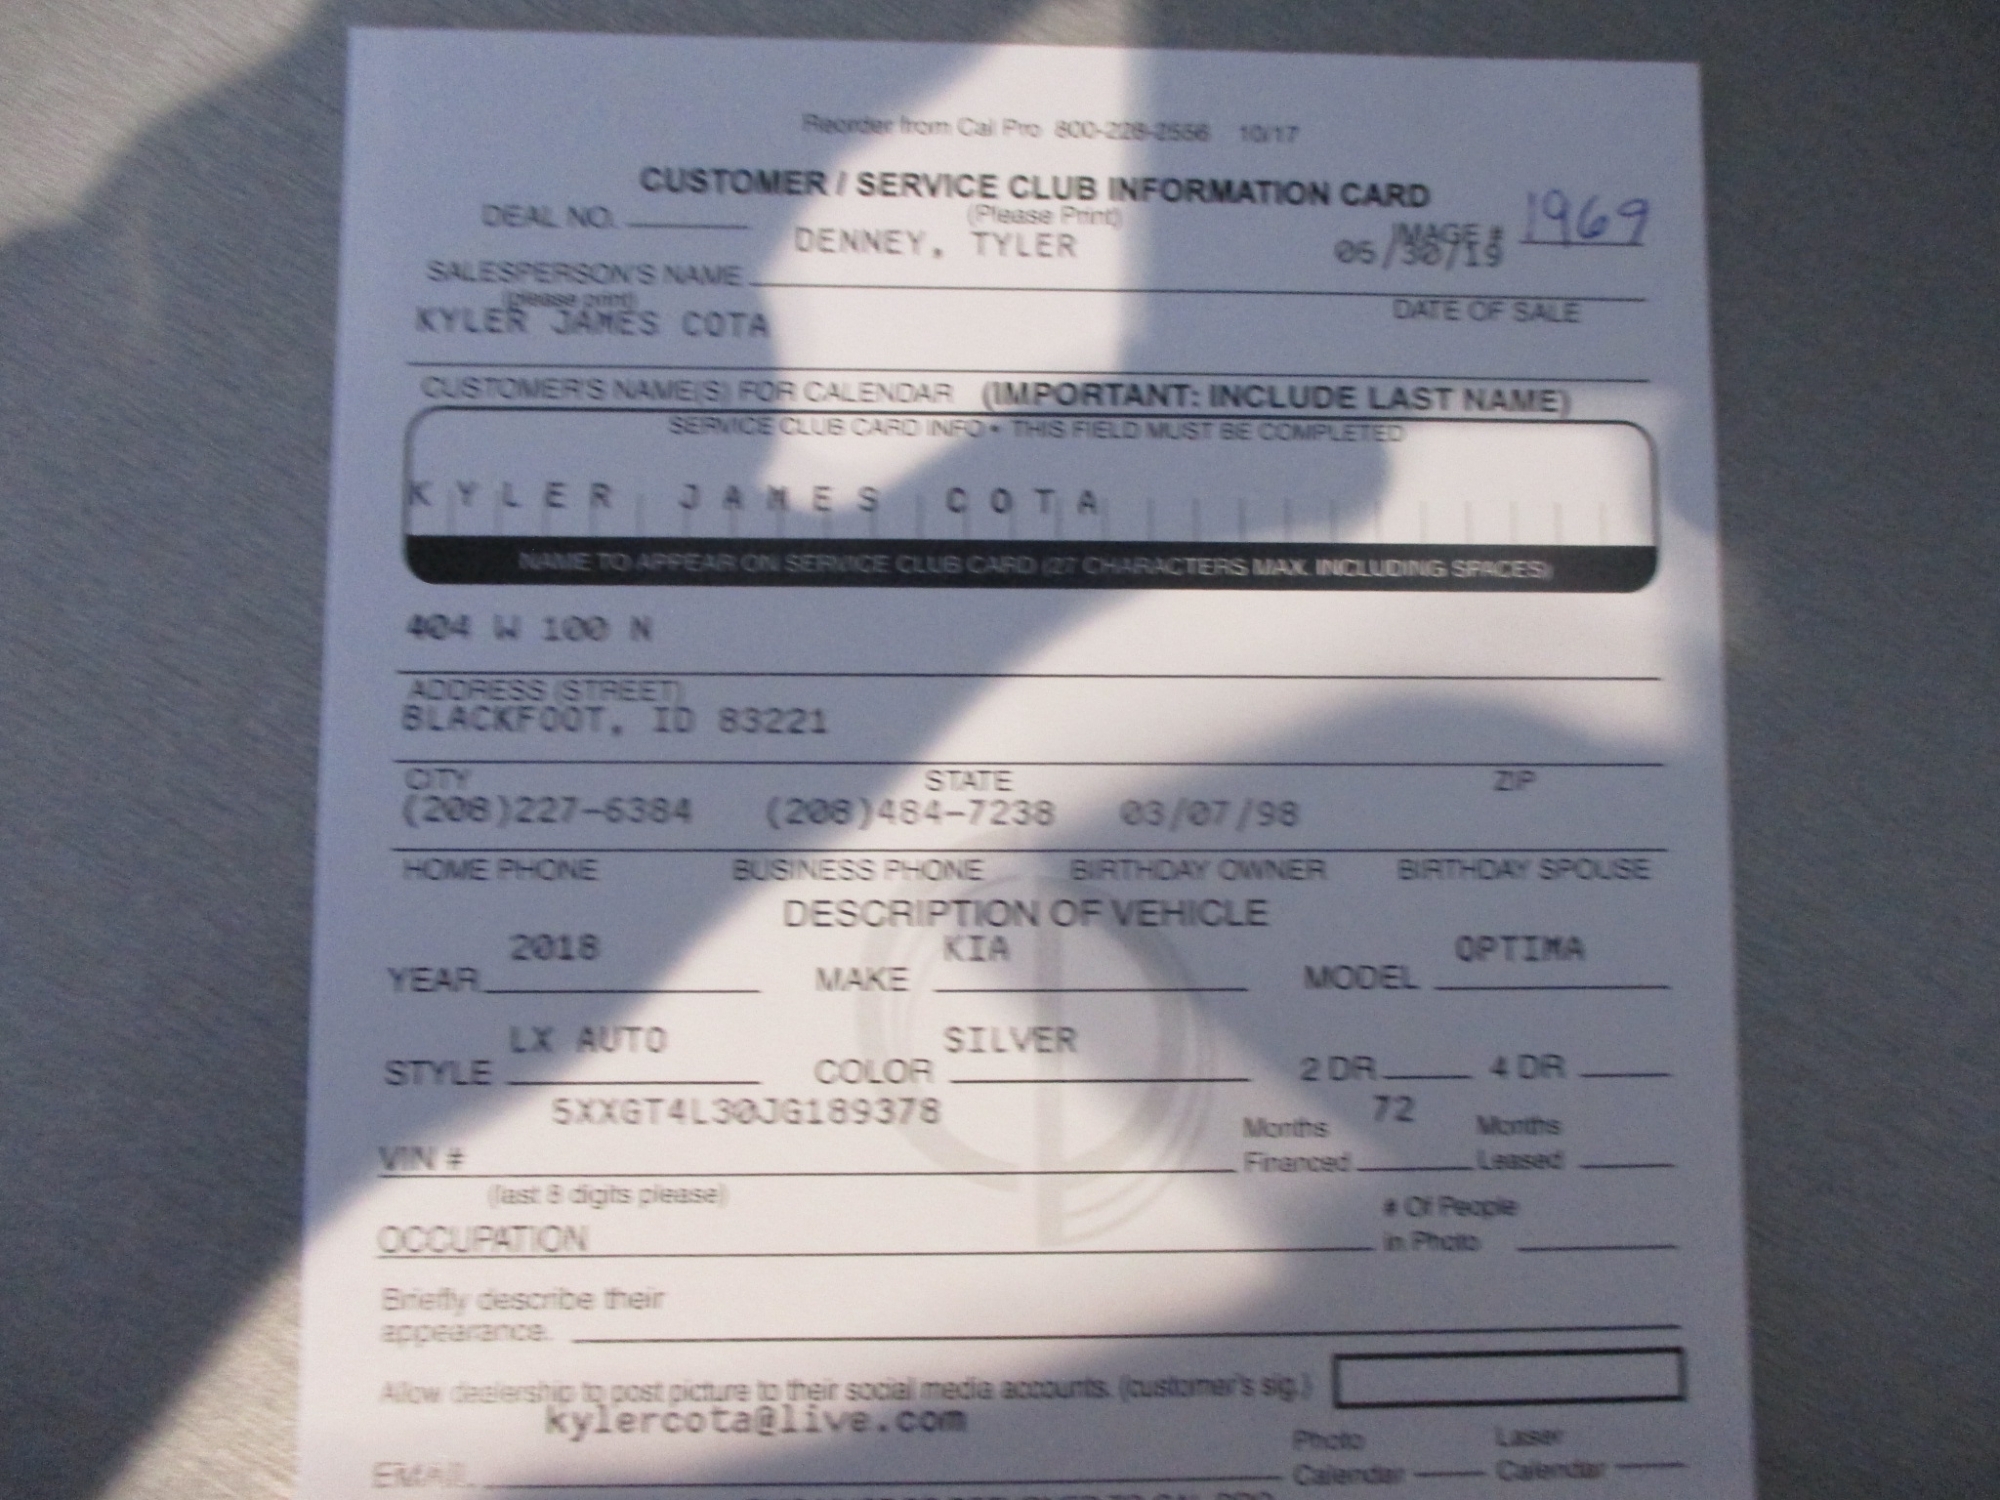 Reorder from Cal Pro 800-228-2556 10/17
CUSTOMER / SERVICE CLUB INFORMATION CARD
DEAL NO. (Please Print) IMAGE # 1969
DENNEY, TYLER 05/30/19
SALESPERSON'S NAME
(please print) DATE OF SALE
KYLER JAMES COTA
CUSTOMER'S NAME(S) FOR CALENDAR (IMPORTANT: INCLUDE LAST NAME)
SERVICE CLUB CARD INFO • THIS FIELD MUST BE COMPLETED
KYLER JAMES COTA
NAME TO APPEAR ON SERVICE CLUB CARD (27 CHARACTERS MAX. INCLUDING SPACES)
404 W 100 N
ADDRESS (STREET)
BLACKFOOT, ID 83221
CITY STATE ZIP
(208)227-6384 (208)484-7238 03/07/98
HOME PHONE BUSINESS PHONE BIRTHDAY OWNER BIRTHDAY SPOUSE
DESCRIPTION OF VEHICLE
2018 KIA OPTIMA
YEAR MAKE MODEL
LX AUTO SILVER
STYLE COLOR 2 DR 4 DR
5XXGT4L30JG189378 72
VIN # Months Financed Months Leased
(last 8 digits please)
OCCUPATION # Of People in Photo
Briefly describe their
appearance.
Allow dealership to post picture to their social media accounts. (customer's sig.)
kylercota@live.com
EMAIL Photo Calendar Laser Calendar